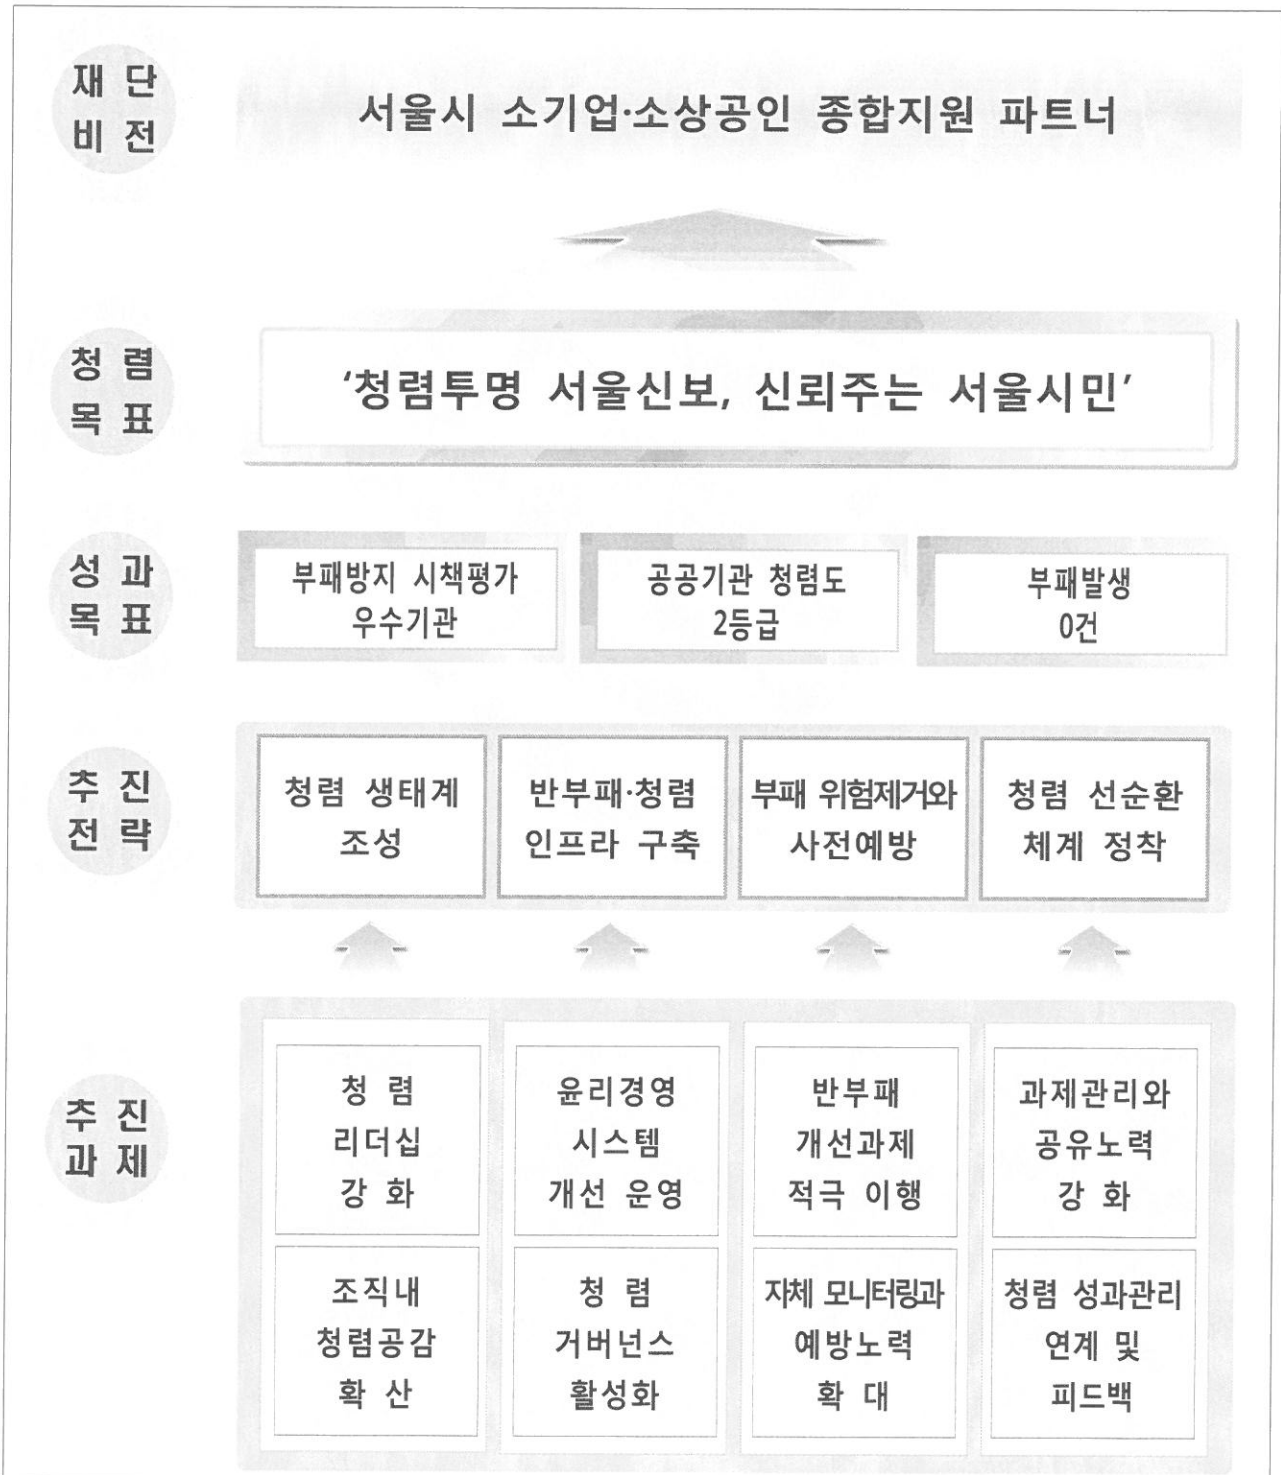 재 단
비 전
서울시 소기업·소상공인 종합지원 파트너
청 렴
목 표
‘청렴투명 서울신보, 신뢰주는 서울시민’
성 과
목 표
부패방지 시책평가
우수기관
공공기관 청렴도
2등급
부패발생
0건
추 진
전 략
청렴 생태계
조성
반부패·청렴
인프라 구축
부패 위험제거와
사전예방
청렴 선순환
체계 정착
추 진
과 제
청 렴
리더십
강 화
윤리경영
시스템
개선 운영
반부패
개선과제
적극 이행
과제관리와
공유노력
강 화
조직내
청렴공감
확 산
청 렴
거버넌스
활성화
자체 모니터링과
예방노력
확 대
청렴 성과관리
연계 및
피드백